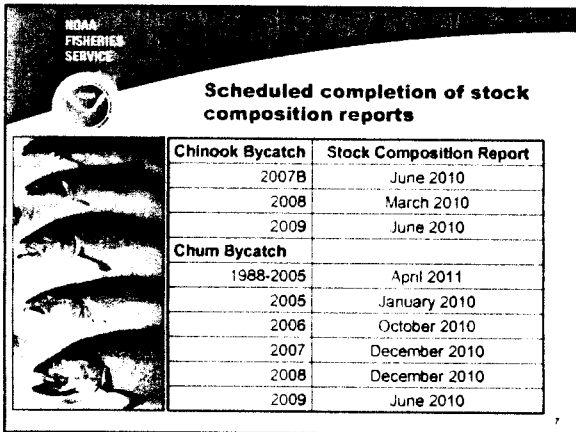 NOAA
FISHERIES
SERVICE
Scheduled completion of stock
composition reports
Chinook Bycatch Stock Composition Report
2007B June 2010
2008 March 2010
2009 June 2010
Chum Bycatch
1988-2005 April 2011
2005 January 2010
2006 October 2010
2007 December 2010
2008 December 2010
2009 June 2010
7